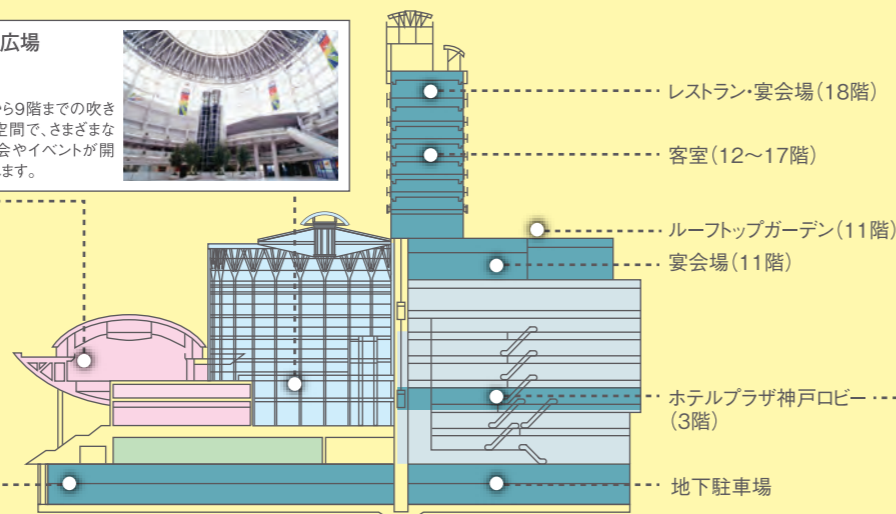 広場
ら9階までの吹き
空間で、さまざまな
会やイベントが開
ます。
レストラン・宴会場(18階)
客室(12〜17階)
ルーフトップガーデン(11階)
宴会場(11階)
ホテルプラザ神戸ロビー
(3階)
地下駐車場